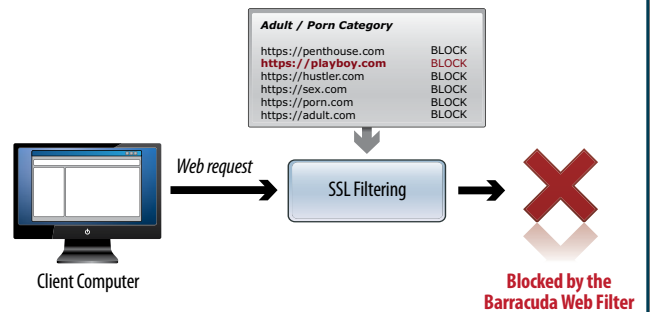 Adult / Porn Category
https://penthouse.com BLOCK
https://playboy.com BLOCK
https://hustler.com BLOCK
https://sex.com BLOCK
https://porn.com BLOCK
https://adult.com BLOCK
Web request
SSL Filtering
Client Computer
Blocked by the
Barracuda Web Filter